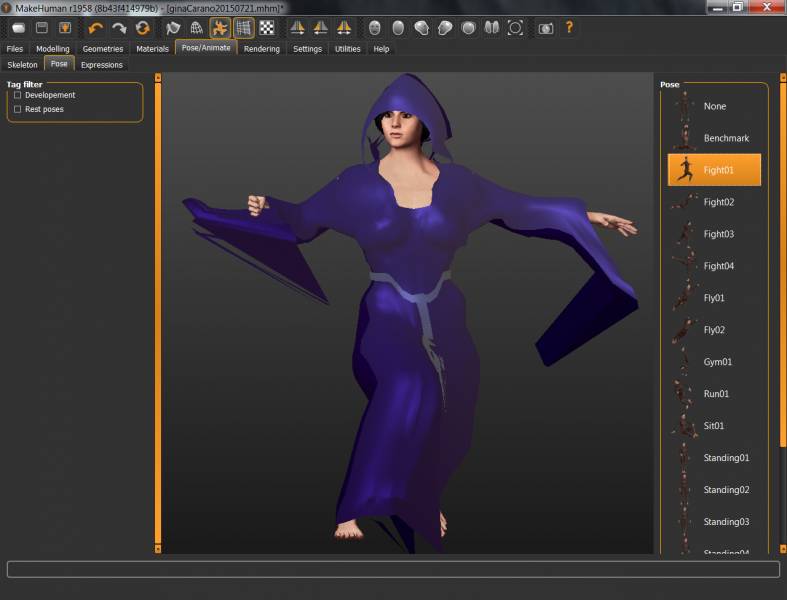 MakeHuman r1958 (8b43f414979b) - [ginaCarano20150721.mhm]*
Files Modelling Geometries Materials Pose/Animate Rendering Settings Utilities Help
Skeleton Pose Expressions
Tag filter
Developement
Rest poses
Pose
None
Benchmark
Fight01
Fight02
Fight03
Fight04
Fly01
Fly02
Gym01
Run01
Sit01
Standing01
Standing02
Standing03
Standing04